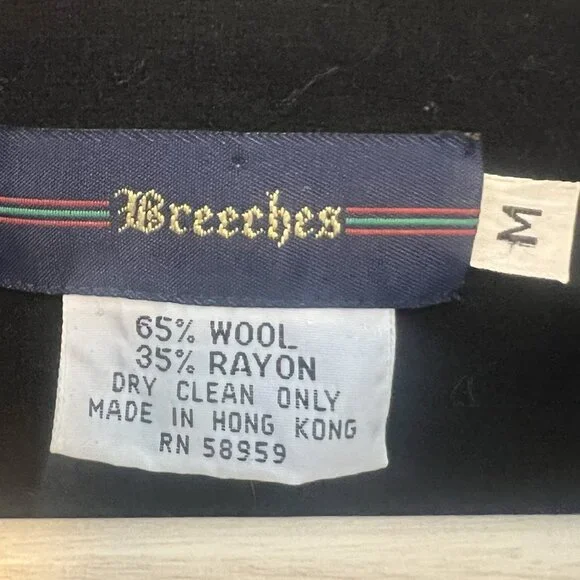 Breeches
M
65% WOOL
35% RAYON
DRY CLEAN ONLY
MADE IN HONG KONG
RN 58959